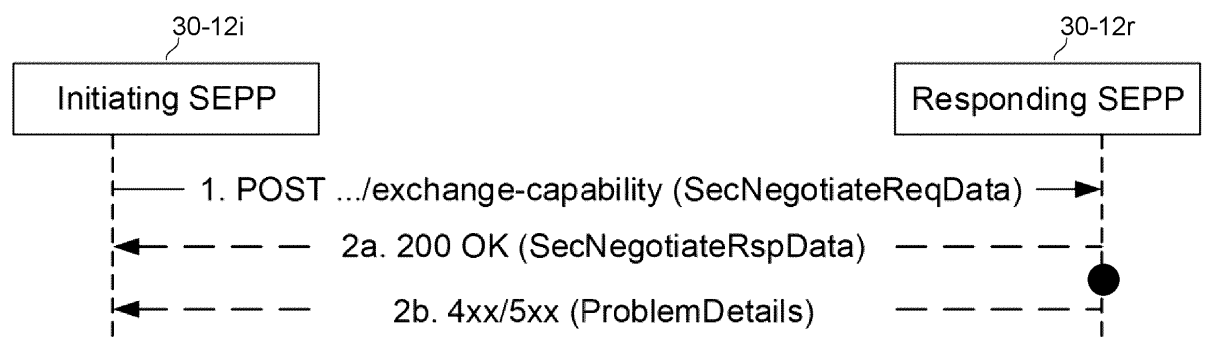 30-12i
30-12r
Initiating SEPP
Responding SEPP
1. POST .../exchange-capability (SecNegotiateReqData)
2a. 200 OK (SecNegotiateRspData)
2b. 4xx/5xx (ProblemDetails)